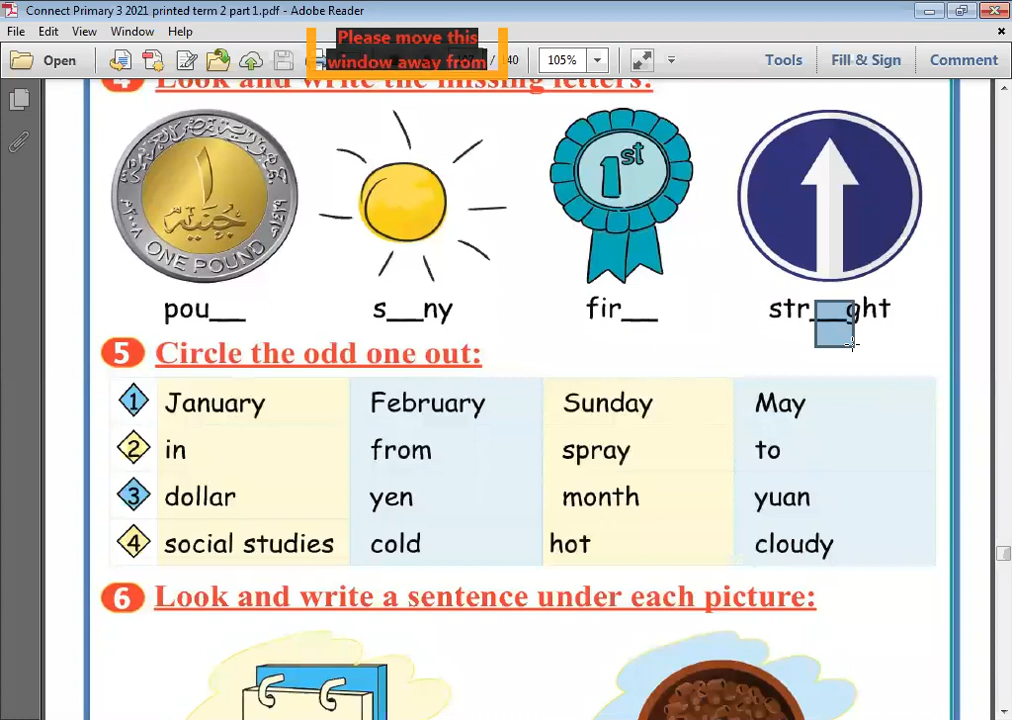 Connect Primary 3 2021 printed term 2 part 1.pdf - Adobe Reader
File Edit View Window Help
Please move this
window away from
Open / 40 105% Tools Fill & Sign Comment
4 Look and write the missing letters:
١
جنيه
ONE POUND
1st
pou__ s__ny fir__ str__ght
5 Circle the odd one out:
1 January February Sunday May
2 in from spray to
3 dollar yen month yuan
4 social studies cold hot cloudy
6 Look and write a sentence under each picture: